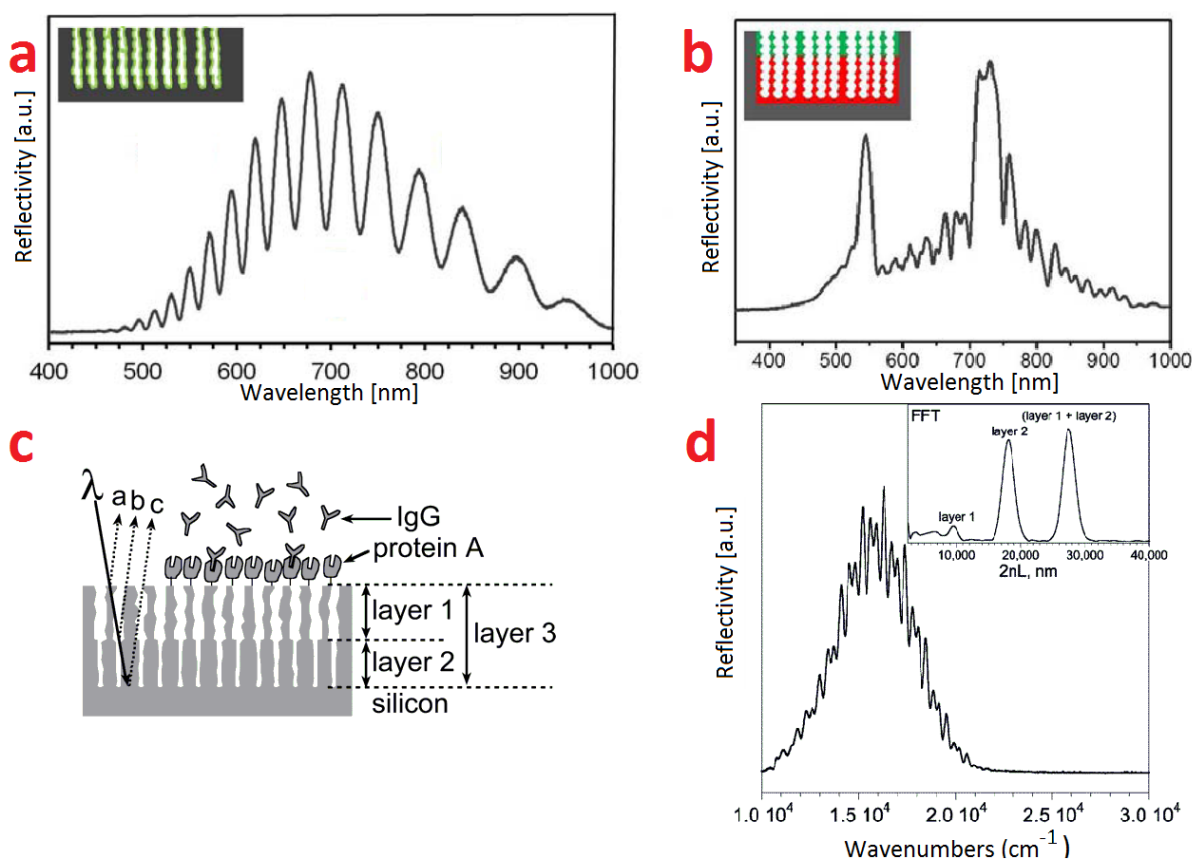 a
Reflectivity [a.u.]
400 500 600 700 800 900 1000
Wavelength [nm]
b
Reflectivity [a.u.]
400 500 600 700 800 900 1000
Wavelength [nm]
c
λ
a b c
IgG
protein A
layer 1
layer 2
layer 3
silicon
d
Reflectivity [a.u.]
FFT
(layer 1 + layer 2)
layer 2
layer 1
10,000 20,000 30,000 40,000
2nL, nm
1.0 10⁴ 1.5 10⁴ 2.0 10⁴ 2.5 10⁴ 3.0 10⁴
Wavenumbers (cm⁻¹)